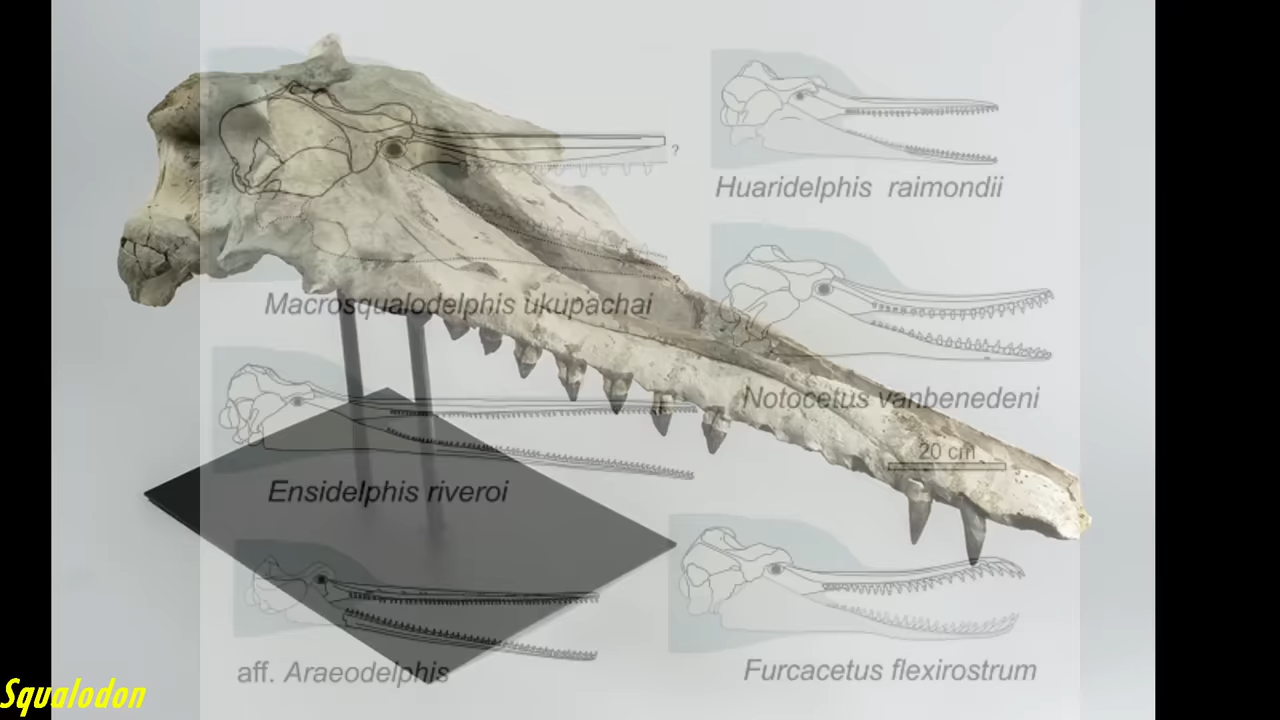 ?
Huaridelphis raimondii
Macrosqualodelphis ukupachai
Notocetus vanbenedeni
20 cm
Ensidelphis riveroi
aff. Araeodelphis
Furcacetus flexirostrum
Squalodon